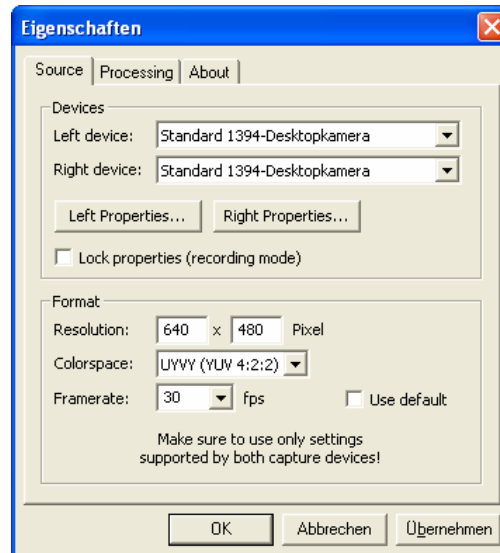 Eigenschaften
Source Processing About
Devices
Left device: Standard 1394-Desktopkamera
Right device: Standard 1394-Desktopkamera
Left Properties... Right Properties...
Lock properties (recording mode)
Format
Resolution: 640 x 480 Pixel
Colorspace: UYVY (YUV 4:2:2)
Framerate: 30 fps Use default
Make sure to use only settings
supported by both capture devices!
OK Abbrechen Übernehmen